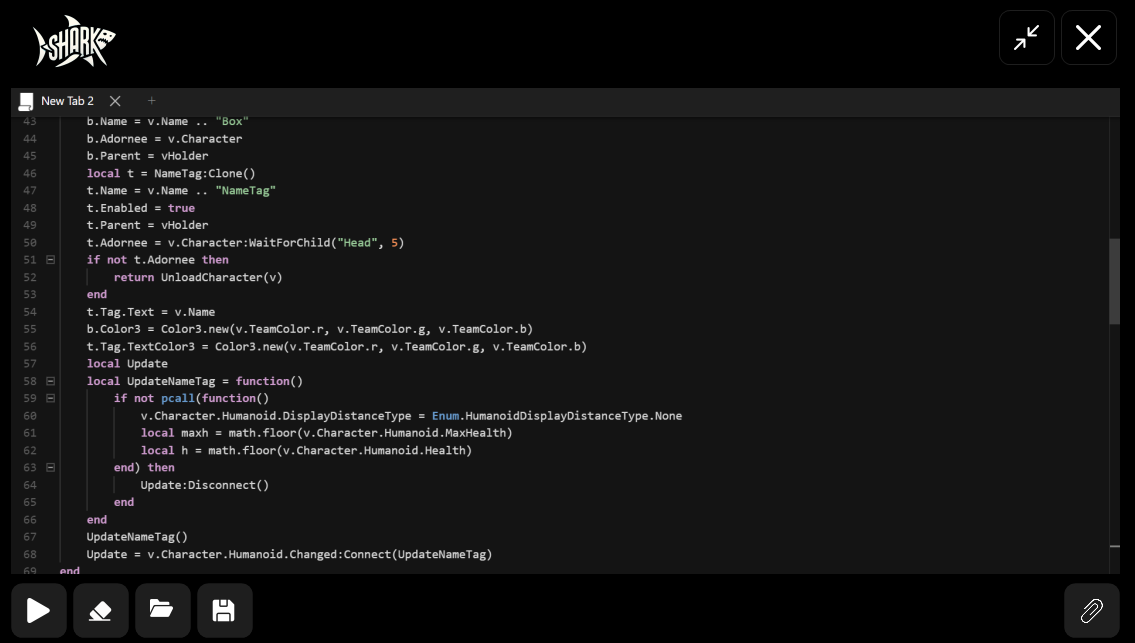 SHARK
New Tab 2
43 b.Name = v.Name .. "Box"
44 b.Adornee = v.Character
45 b.Parent = vHolder
46 local t = NameTag:Clone()
47 t.Name = v.Name .. "NameTag"
48 t.Enabled = true
49 t.Parent = vHolder
50 t.Adornee = v.Character:WaitForChild("Head", 5)
51 if not t.Adornee then
52 return UnloadCharacter(v)
53 end
54 t.Tag.Text = v.Name
55 b.Color3 = Color3.new(v.TeamColor.r, v.TeamColor.g, v.TeamColor.b)
56 t.Tag.TextColor3 = Color3.new(v.TeamColor.r, v.TeamColor.g, v.TeamColor.b)
57 local Update
58 local UpdateNameTag = function()
59 if not pcall(function()
60 v.Character.Humanoid.DisplayDistanceType = Enum.HumanoidDisplayDistanceType.None
61 local maxh = math.floor(v.Character.Humanoid.MaxHealth)
62 local h = math.floor(v.Character.Humanoid.Health)
63 end) then
64 Update:Disconnect()
65 end
66 end
67 UpdateNameTag()
68 Update = v.Character.Humanoid.Changed:Connect(UpdateNameTag)
69 end